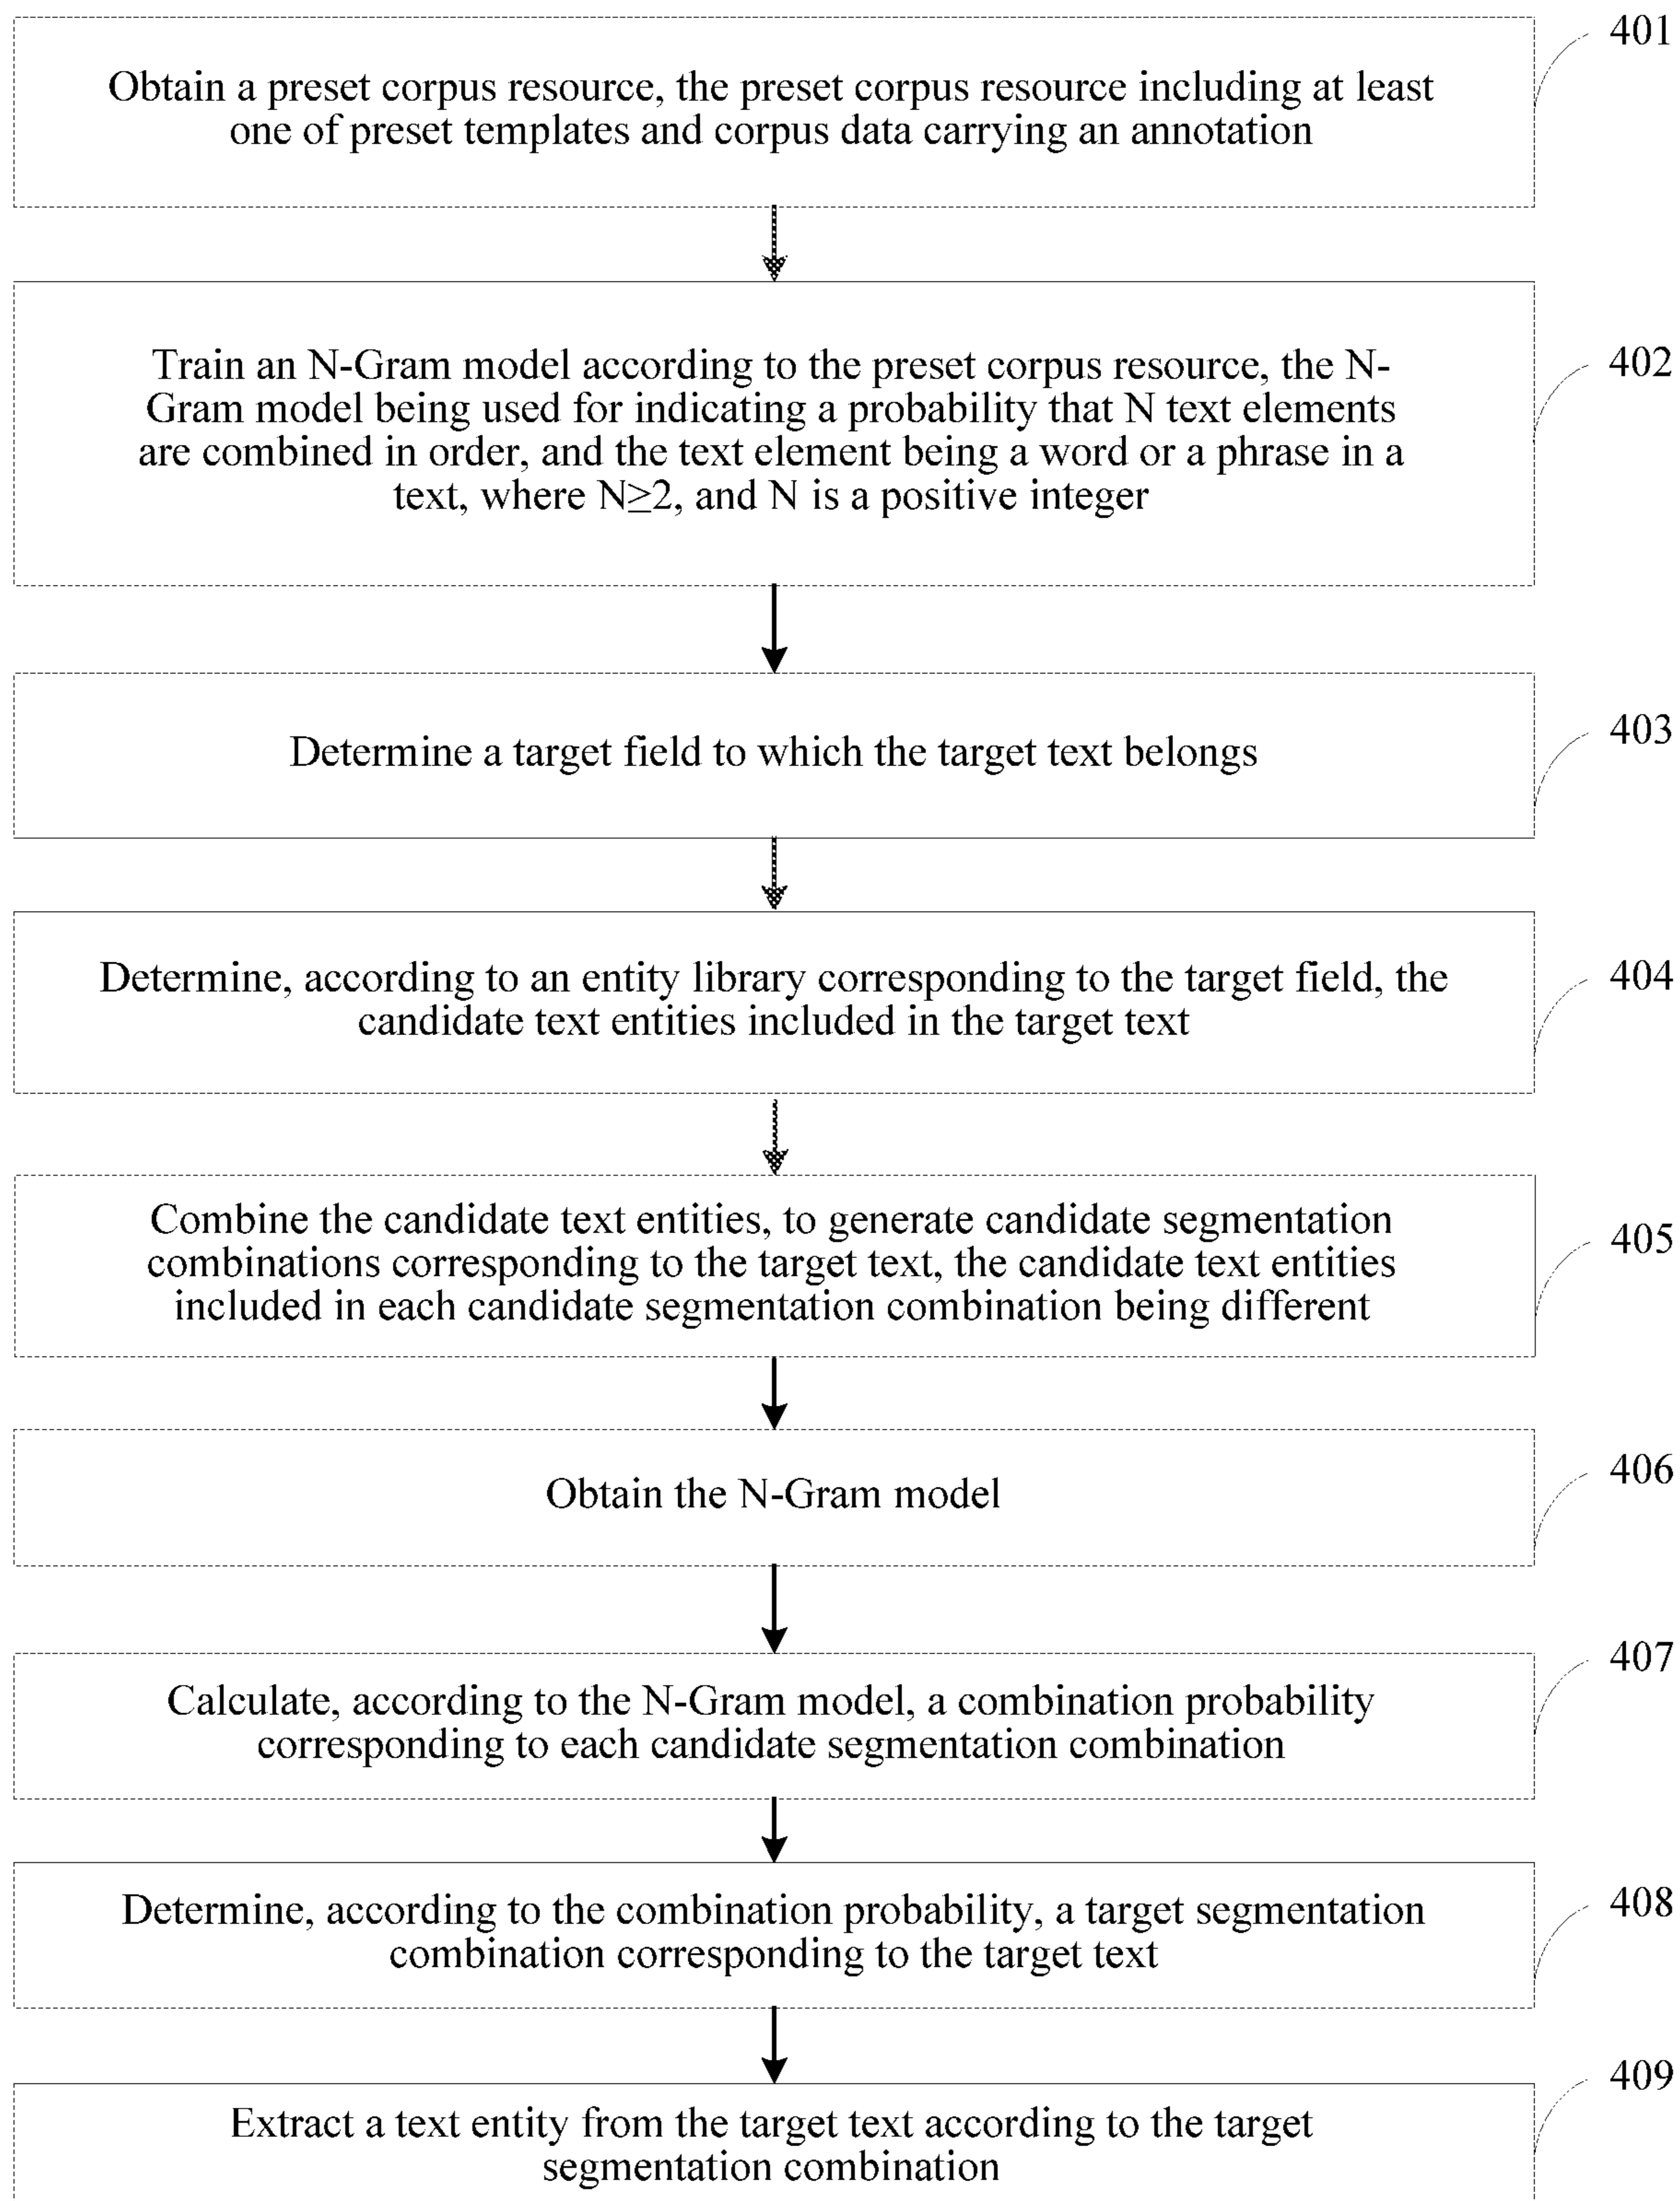 401
Obtain a preset corpus resource, the preset corpus resource including at least
one of preset templates and corpus data carrying an annotation
402
Train an N-Gram model according to the preset corpus resource, the N-
Gram model being used for indicating a probability that N text elements
are combined in order, and the text element being a word or a phrase in a
text, where N≥2, and N is a positive integer
403
Determine a target field to which the target text belongs
404
Determine, according to an entity library corresponding to the target field, the
candidate text entities included in the target text
405
Combine the candidate text entities, to generate candidate segmentation
combinations corresponding to the target text, the candidate text entities
included in each candidate segmentation combination being different
406
Obtain the N-Gram model
407
Calculate, according to the N-Gram model, a combination probability
corresponding to each candidate segmentation combination
408
Determine, according to the combination probability, a target segmentation
combination corresponding to the target text
409
Extract a text entity from the target text according to the target
segmentation combination